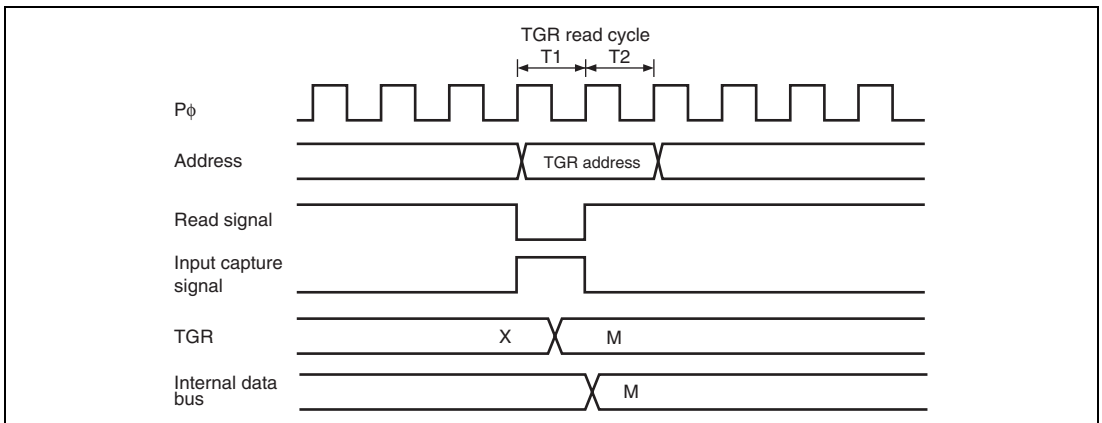 TGR read cycle
T1 T2
Pϕ
Address
TGR address
Read signal
Input capture
signal
TGR
X
M
Internal data
bus
M